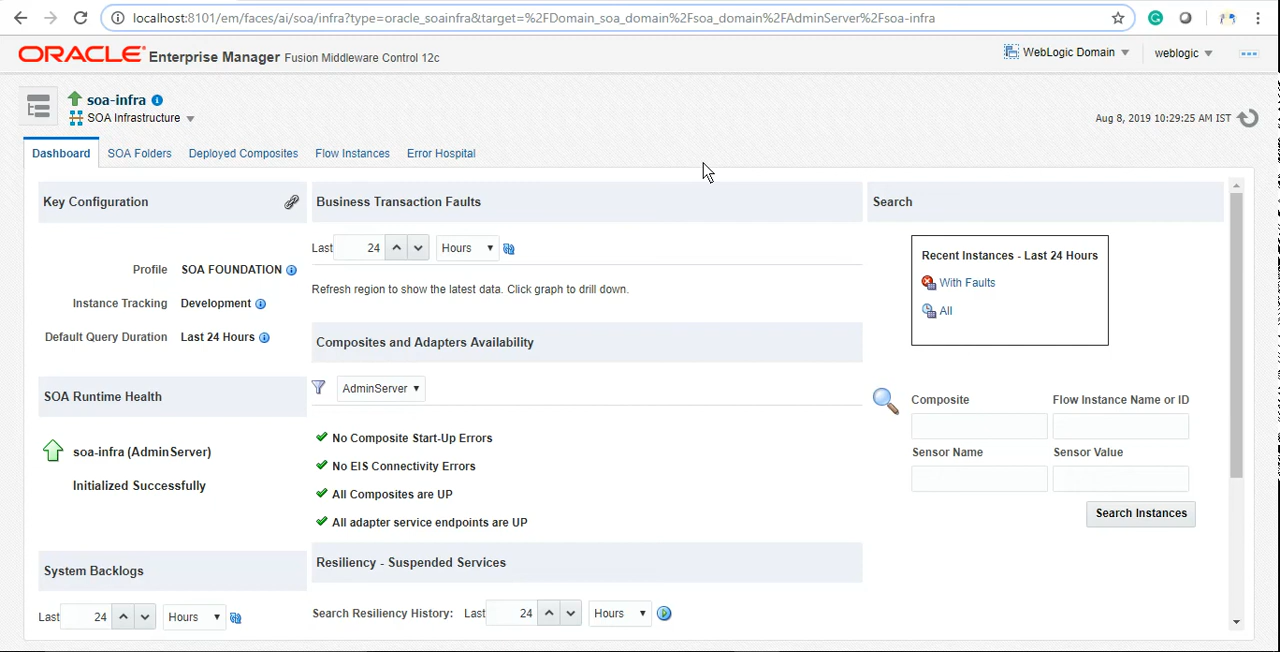 localhost:8101/em/faces/ai/soa/infra?type=oracle_soainfra&target=%2FDomain_soa_domain%2Fsoa_domain%2FAdminServer%2Fsoa-infra
ORACLE Enterprise Manager Fusion Middleware Control 12c
WebLogic Domain
weblogic
soa-infra
SOA Infrastructure
Aug 8, 2019 10:29:25 AM IST
Dashboard SOA Folders Deployed Composites Flow Instances Error Hospital
Key Configuration
Profile SOA FOUNDATION
Instance Tracking Development
Default Query Duration Last 24 Hours
SOA Runtime Health
soa-infra (AdminServer)
Initialized Successfully
System Backlogs
Last 24 Hours
Business Transaction Faults
Last 24 Hours
Refresh region to show the latest data. Click graph to drill down.
Composites and Adapters Availability
AdminServer
No Composite Start-Up Errors
No EIS Connectivity Errors
All Composites are UP
All adapter service endpoints are UP
Resiliency - Suspended Services
Search Resiliency History: Last 24 Hours
Search
Recent Instances - Last 24 Hours
With Faults
All
Composite Flow Instance Name or ID
Sensor Name Sensor Value
Search Instances